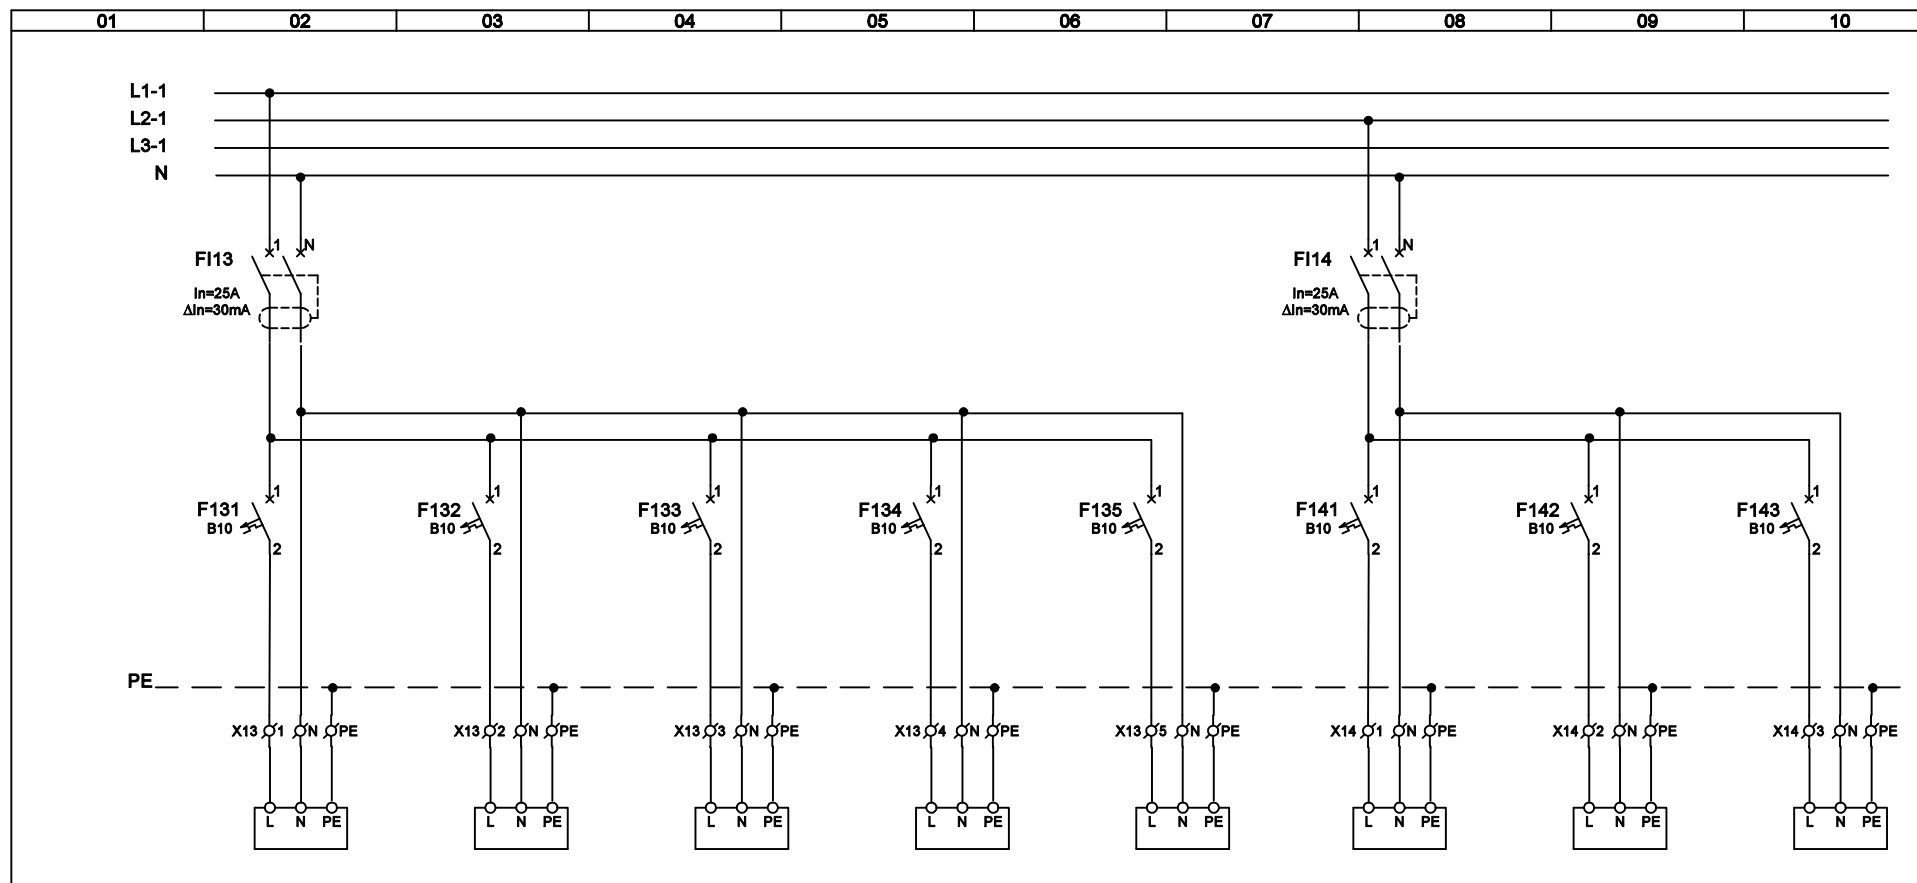 01 02 03 04 05 06 07 08 09 10
L1-1
L2-1
L3-1
N
1 N 1 N
FI13 FI14
In=25A In=25A
ΔIn=30mA ΔIn=30mA
1 1 1 1 1 1 1 1
F131 F132 F133 F134 F135 F141 F142 F143
B10 B10 B10 B10 B10 B10 B10 B10
2 2 2 2 2 2 2 2
PE
X13 1 N PE X13 2 N PE X13 3 N PE X13 4 N PE X13 5 N PE X14 1 N PE X14 2 N PE X14 3 N PE
L N PE L N PE L N PE L N PE L N PE L N PE L N PE L N PE